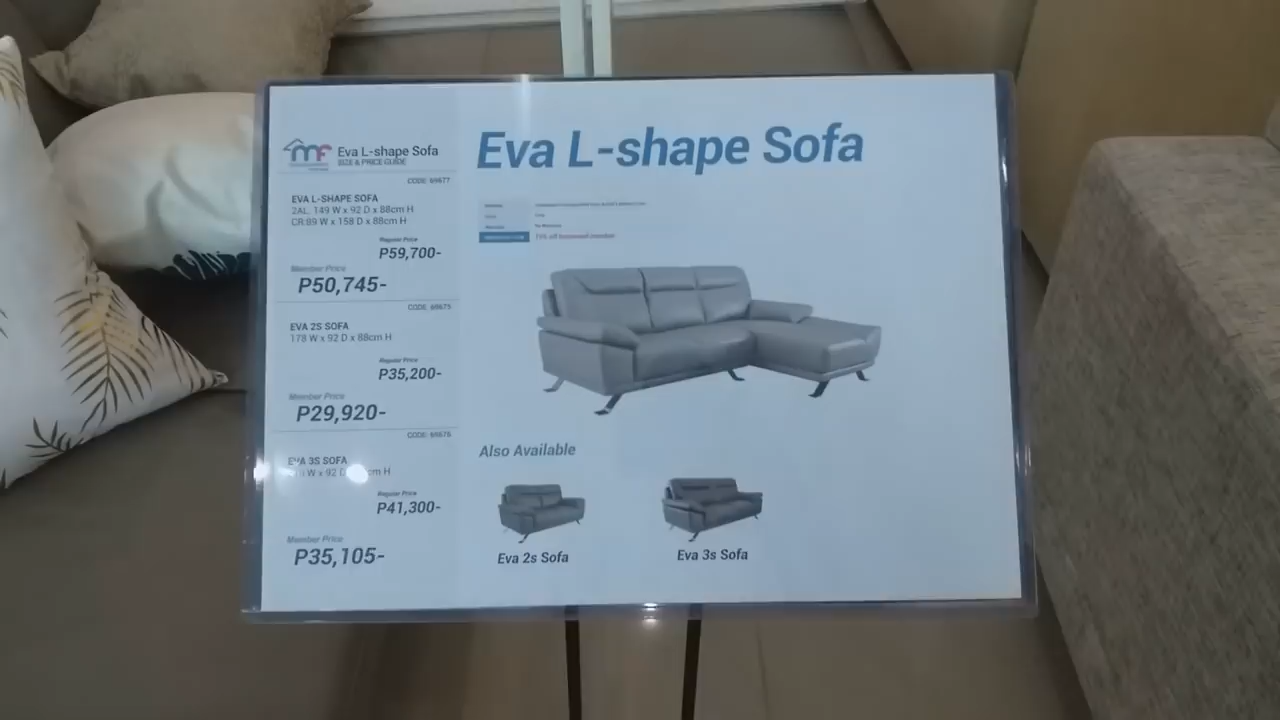 mf
Eva L-shape Sofa
SIZE & PRICE GUIDE
CODE: 69677
EVA L-SHAPE SOFA
2AL. 149 W x 92 D x 88cm H
CR:89 W x 158 D x 88cm H
Regular Price
P59,700-
Member Price
P50,745-
CODE: 69675
EVA 2S SOFA
178 W x 92 D x 88cm H
Regular Price
P35,200-
Member Price
P29,920-
CODE: 69676
EVA 3S SOFA
W x 92 D cm H
Regular Price
P41,300-
Member Price
P35,105-
Eva L-shape Sofa
Also Available
Eva 2s Sofa
Eva 3s Sofa